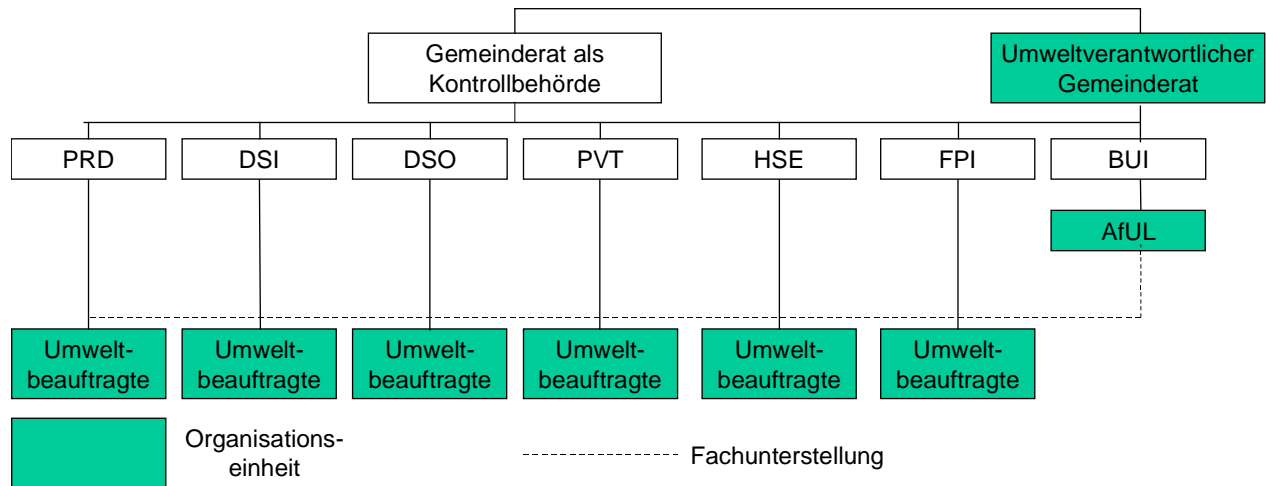 Gemeinderat als
Kontrollbehörde
Umweltverantwortlicher
Gemeinderat
PRD
DSI
DSO
PVT
HSE
FPI
BUI
AfUL
Umwelt-
beauftragte
Umwelt-
beauftragte
Umwelt-
beauftragte
Umwelt-
beauftragte
Umwelt-
beauftragte
Umwelt-
beauftragte
Organisations-
einheit
Fachunterstellung